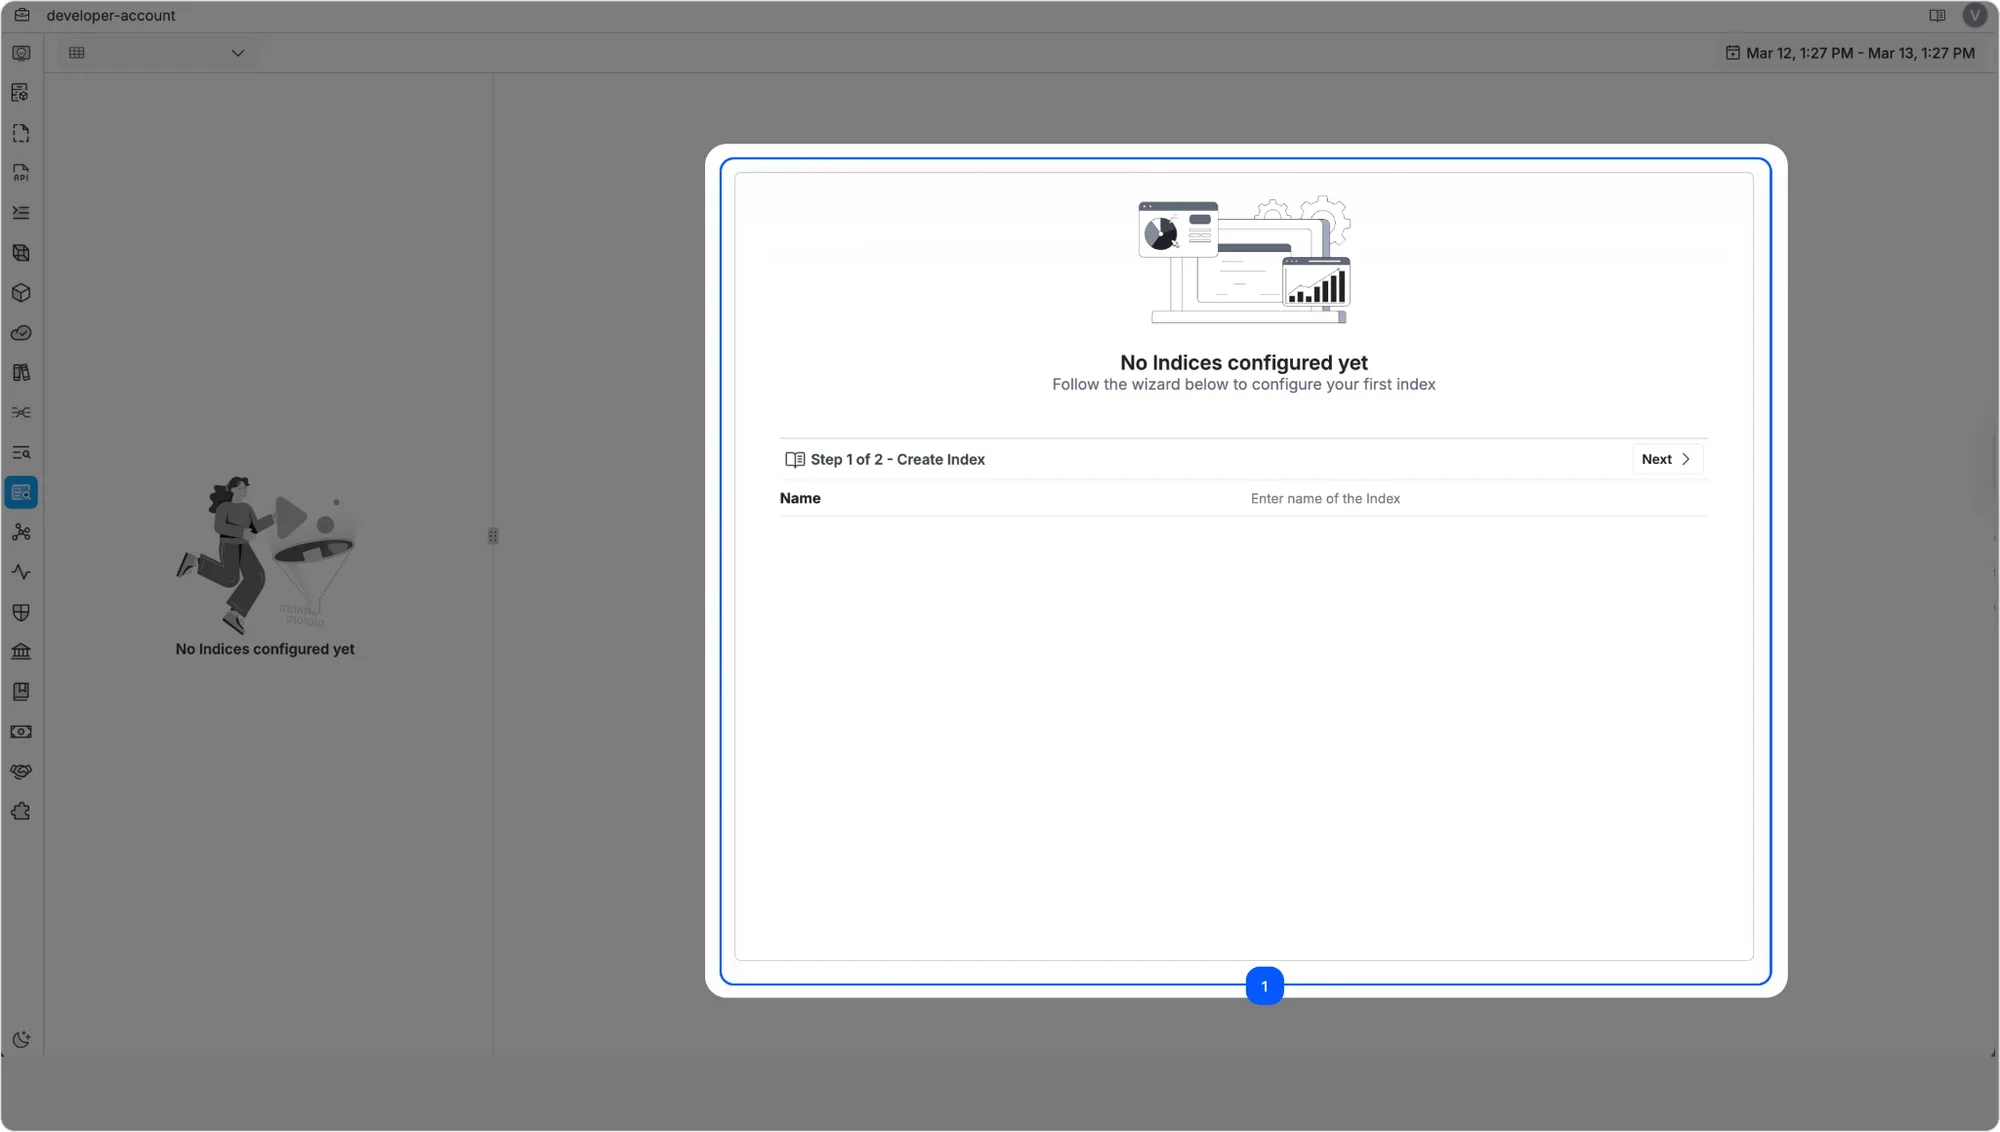 developer-account
V
Mar 12, 1:27 PM - Mar 13, 1:27 PM
API
No Indices configured yet
Follow the wizard below to configure your first index
Step 1 of 2 - Create Index
Next
Name
Enter name of the Index
No Indices configured yet
1